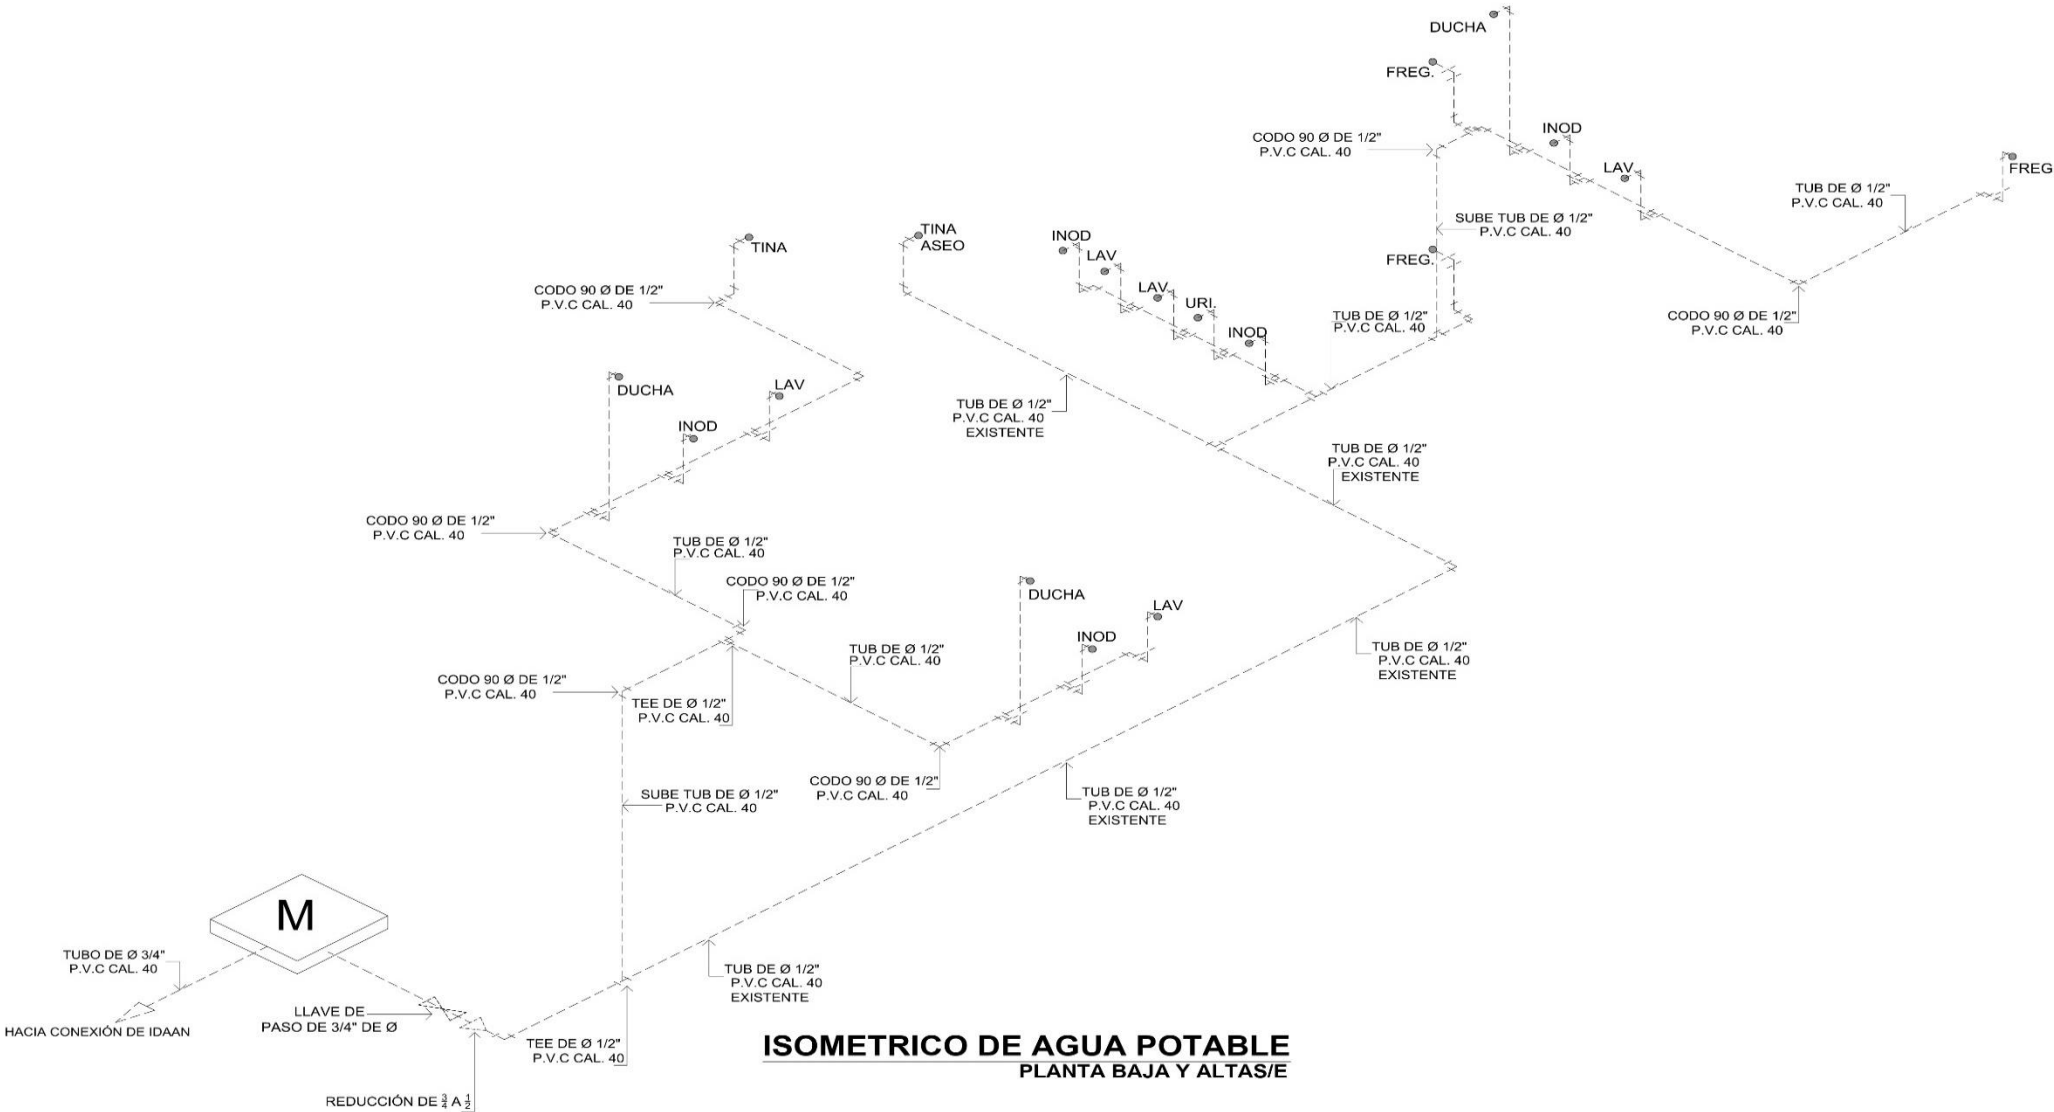 DUCHA
FREG.
CODO 90 Ø DE 1/2"
P.V.C CAL. 40
INOD
LAV
FREG
TUB DE Ø 1/2"
P.V.C CAL. 40
SUBE TUB DE Ø 1/2"
P.V.C CAL. 40
TINA
TINA
ASEO
INOD
LAV
LAV
URI.
INOD
FREG.
CODO 90 Ø DE 1/2"
P.V.C CAL. 40
TUB DE Ø 1/2"
P.V.C CAL. 40
CODO 90 Ø DE 1/2"
P.V.C CAL. 40
DUCHA
INOD
LAV
TUB DE Ø 1/2"
P.V.C CAL. 40
EXISTENTE
TUB DE Ø 1/2"
P.V.C CAL. 40
EXISTENTE
CODO 90 Ø DE 1/2"
P.V.C CAL. 40
TUB DE Ø 1/2"
P.V.C CAL. 40
CODO 90 Ø DE 1/2"
P.V.C CAL. 40
DUCHA
INOD
LAV
TUB DE Ø 1/2"
P.V.C CAL. 40
TUB DE Ø 1/2"
P.V.C CAL. 40
EXISTENTE
CODO 90 Ø DE 1/2"
P.V.C CAL. 40
TEE DE Ø 1/2"
P.V.C CAL. 40
CODO 90 Ø DE 1/2"
P.V.C CAL. 40
SUBE TUB DE Ø 1/2"
P.V.C CAL. 40
TUB DE Ø 1/2"
P.V.C CAL. 40
EXISTENTE
M
TUBO DE Ø 3/4"
P.V.C CAL. 40
TUB DE Ø 1/2"
P.V.C CAL. 40
EXISTENTE
HACIA CONEXIÓN DE IDAAN
LLAVE DE
PASO DE 3/4" DE Ø
TEE DE Ø 1/2"
P.V.C CAL. 40
REDUCCIÓN DE 3/4 A 1/2
ISOMETRICO DE AGUA POTABLE
PLANTA BAJA Y ALTAS/E